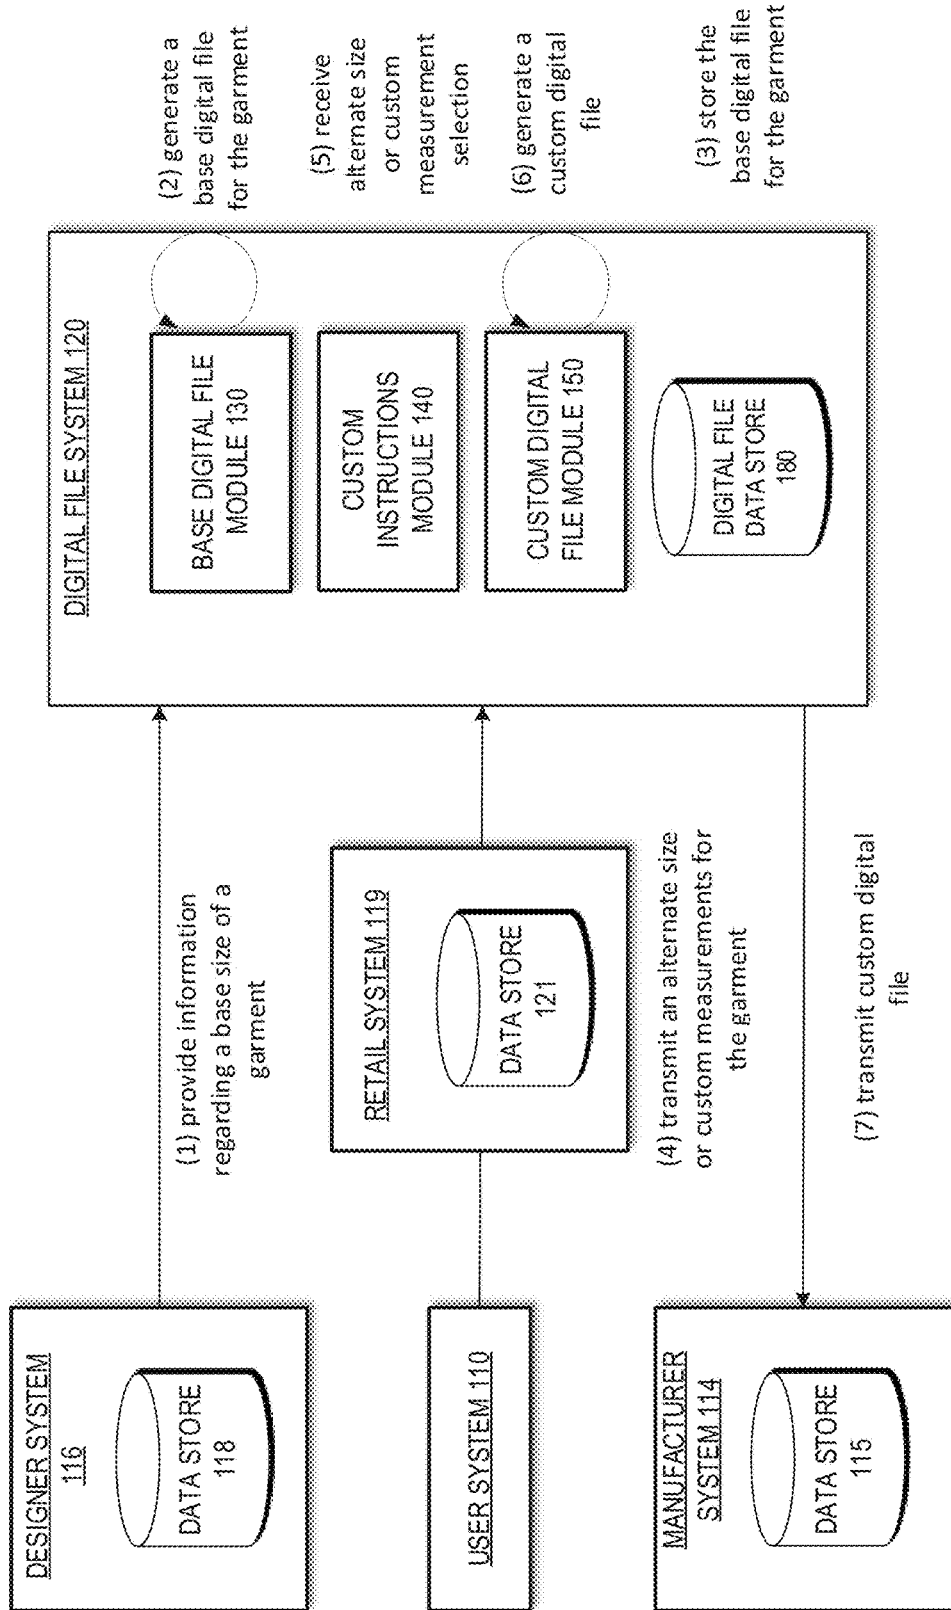 DESIGNER SYSTEM
116
DATA STORE
118
(1) provide information
regarding a base size of a
garment
DIGITAL FILE SYSTEM 120
BASE DIGITAL FILE
MODULE 130
(2) generate a
base digital file
for the garment
USER SYSTEM 110
RETAIL SYSTEM 119
DATA STORE
121
(4) transmit an alternate size
or custom measurements for
the garment
CUSTOM
INSTRUCTIONS
MODULE 140
(5) receive
alternate size
or custom
measurement
selection
CUSTOM DIGITAL
FILE MODULE 150
(6) generate a
custom digital
file
MANUFACTURER
SYSTEM 114
DATA STORE
115
(7) transmit custom digital
file
DIGITAL FILE
DATA STORE
180
(3) store the
base digital file
for the garment